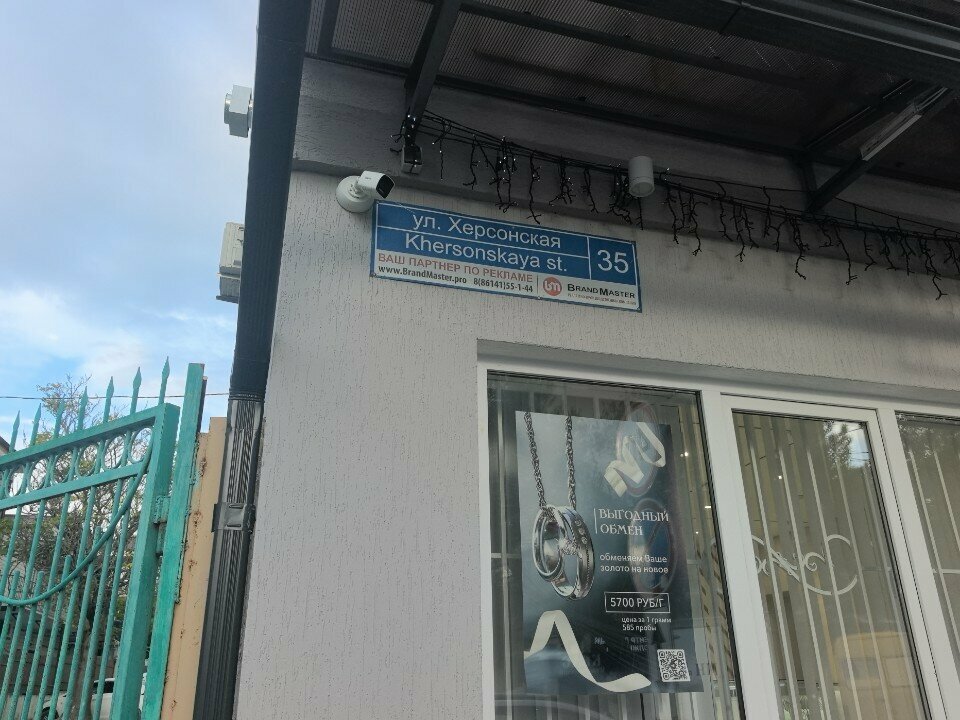 ул. Херсонская
Khersonskaya st.
35
ВАШ ПАРТНЕР ПО РЕКЛАМЕ
www.BrandMaster.pro 8(86141)55-1-44
bm BRANDMASTER
ВЫГОДНЫЙ
ОБМЕН
обменяем Ваше
золото на новое
5700 РУБ/Г
цена за 1 грамм
585 пробы